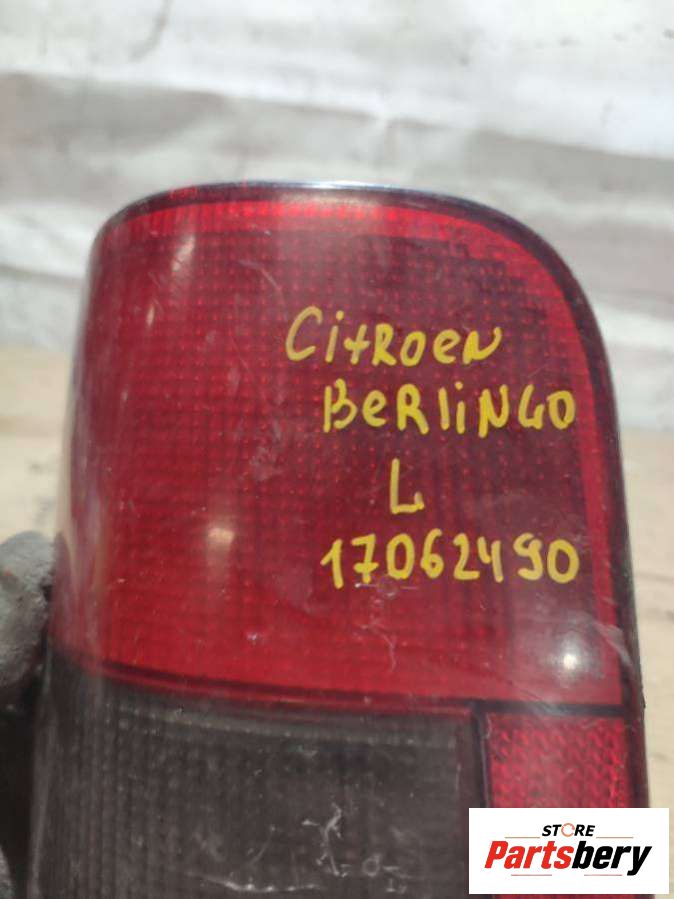 CitROEN
BeRliNGO
L
17062490
STORE
Partsbery